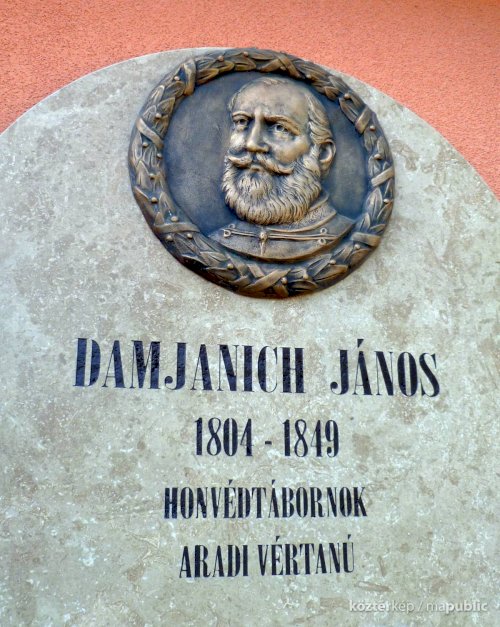 DAMJANICH JÁNOS
1804 - 1849
HONVÉDTÁBORNOK
ARADI VÉRTANÚ
köztérkép / mapublic